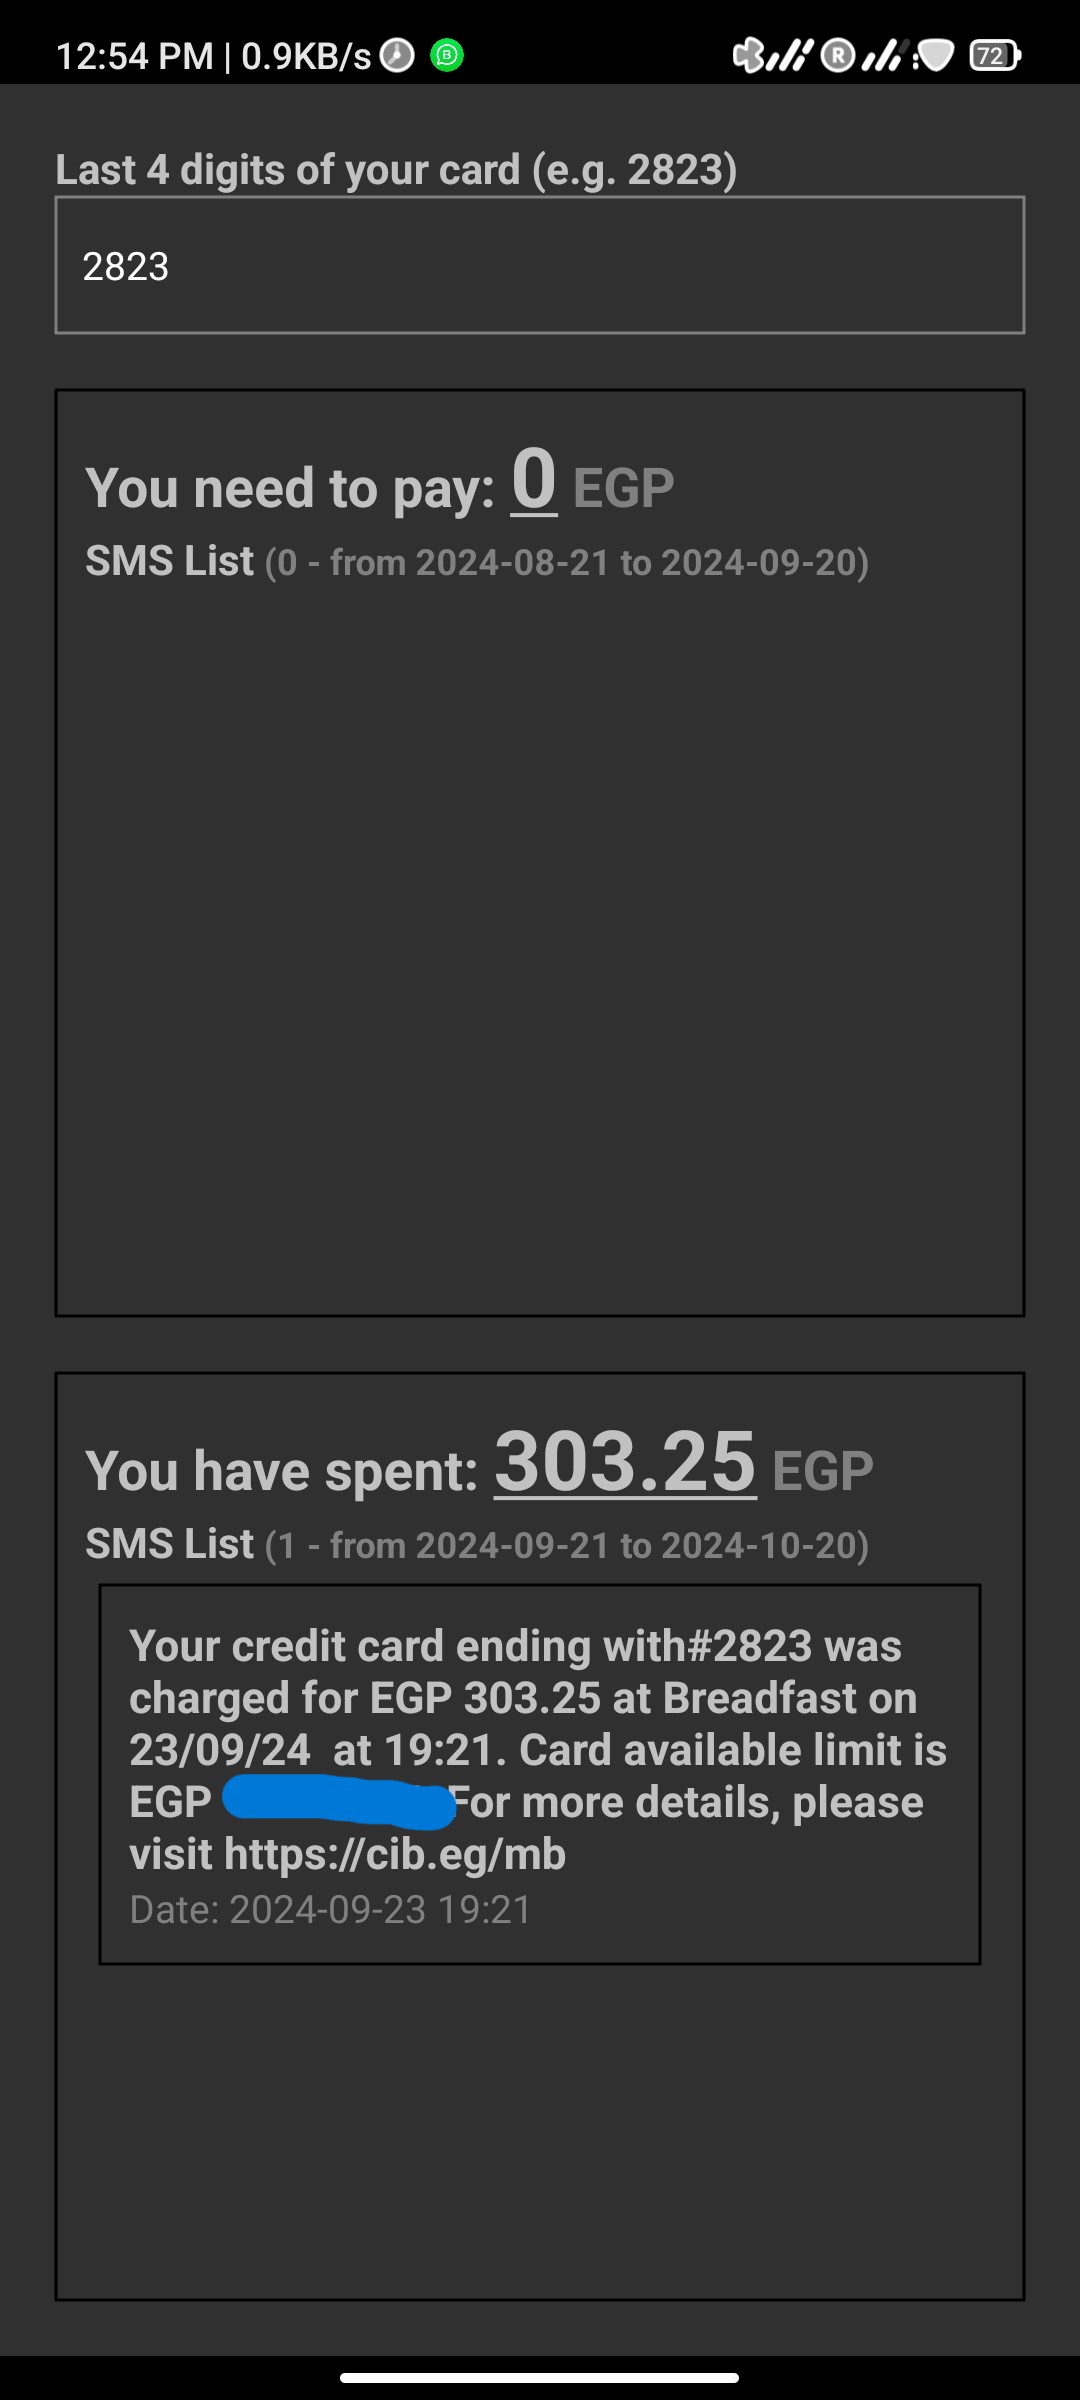 12:54 PM | 0.9KB/s B R 72
Last 4 digits of your card (e.g. 2823)
2823
You need to pay: 0 EGP
SMS List (0 - from 2024-08-21 to 2024-09-20)
You have spent: 303.25 EGP
SMS List (1 - from 2024-09-21 to 2024-10-20)
Your credit card ending with#2823 was
charged for EGP 303.25 at Breadfast on
23/09/24  at 19:21. Card available limit is
EGP For more details, please
visit https://cib.eg/mb
Date: 2024-09-23 19:21